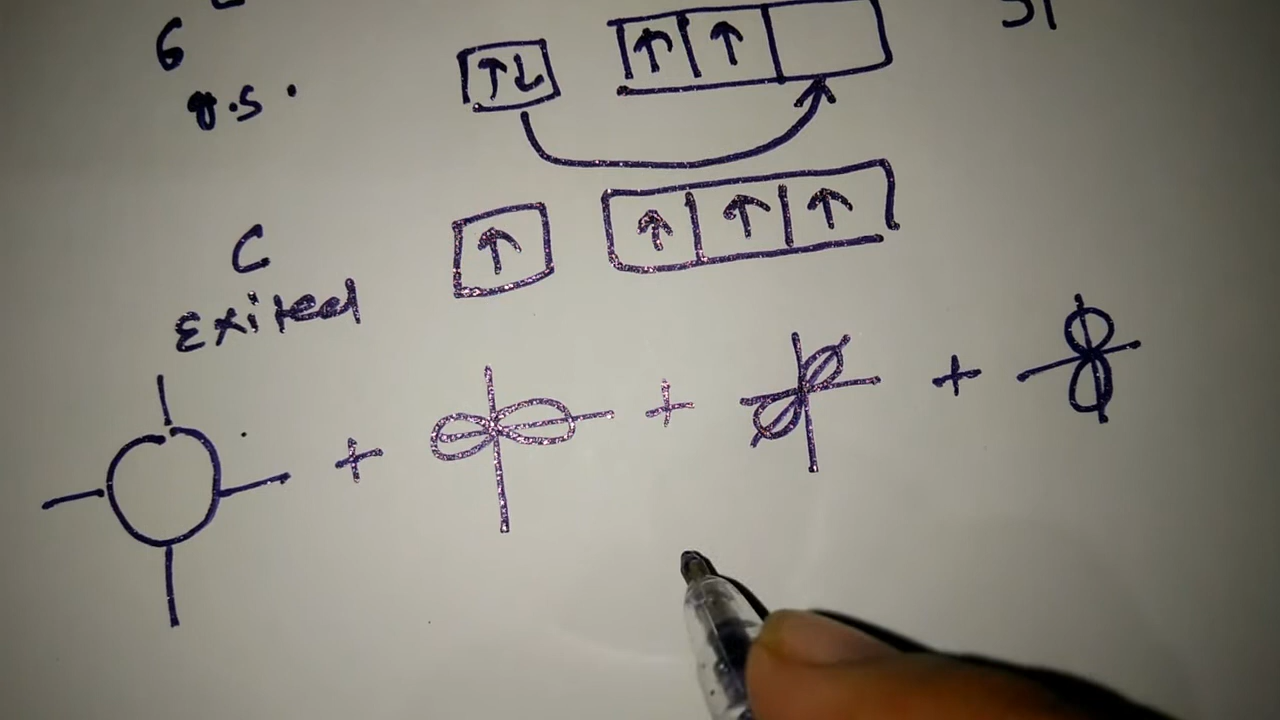 6
g.s.
↑↓ ↑ ↑
C
Exited
↑ ↑ ↑ ↑
+ + +